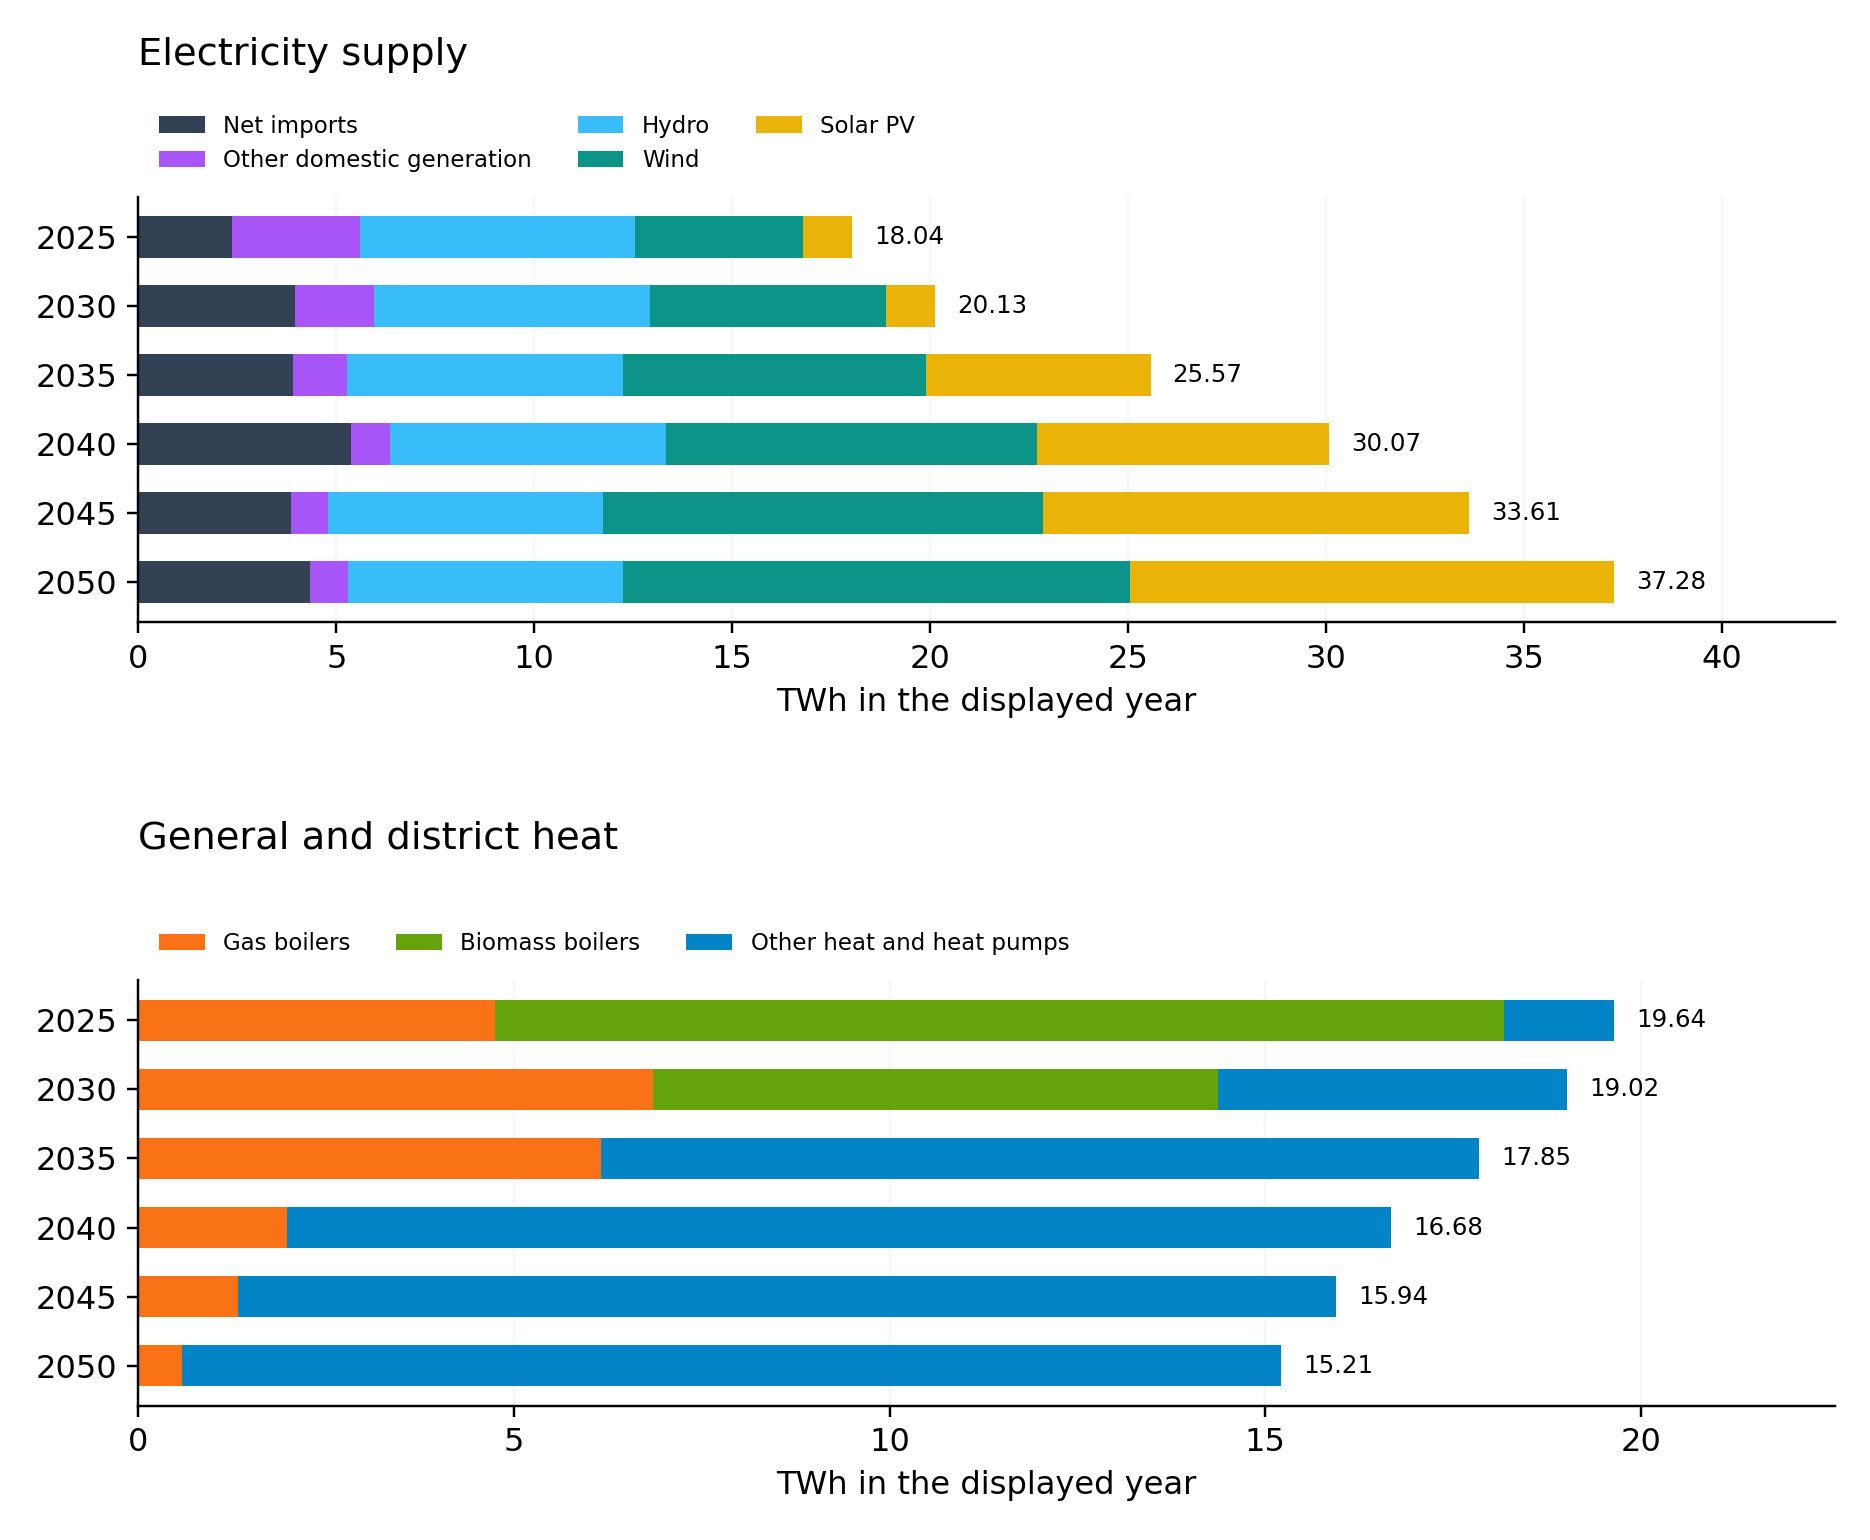 Electricity supply
Net imports
Hydro
Solar PV
Other domestic generation
Wind
2025
18.04
2030
20.13
2035
25.57
2040
30.07
2045
33.61
2050
37.28
0 5 10 15 20 25 30 35 40
TWh in the displayed year
General and district heat
Gas boilers
Biomass boilers
Other heat and heat pumps
2025
19.64
2030
19.02
2035
17.85
2040
16.68
2045
15.94
2050
15.21
0 5 10 15 20
TWh in the displayed year